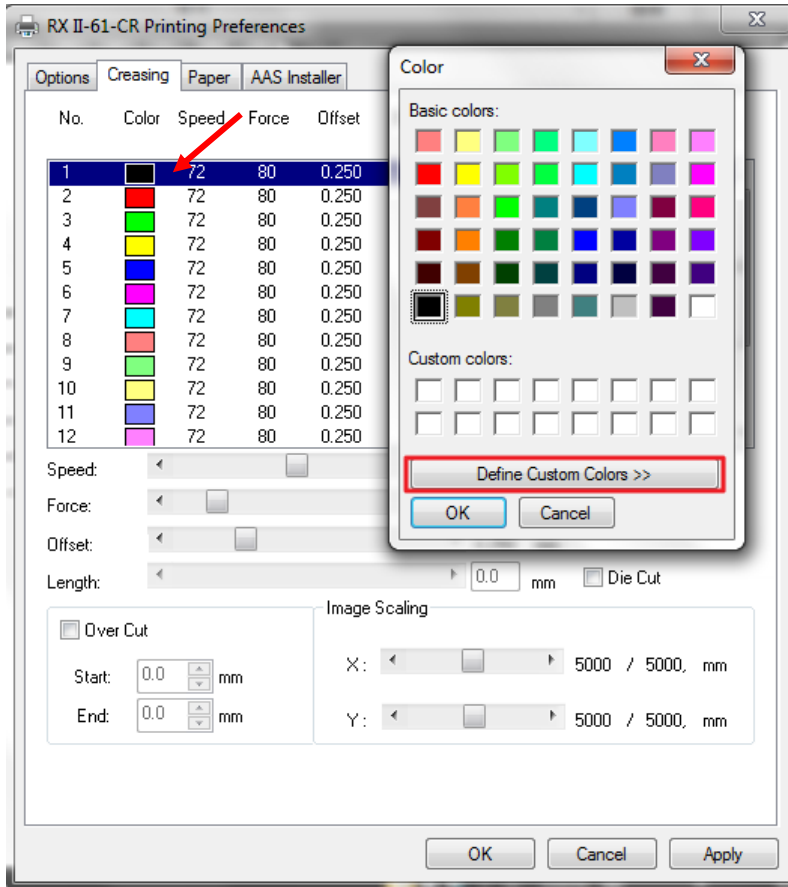 RX II-61-CR Printing Preferences
Options Creasing Paper AAS Installer
No. Color Speed Force Offset
1 72 80 0.250
2 72 80 0.250
3 72 80 0.250
4 72 80 0.250
5 72 80 0.250
6 72 80 0.250
7 72 80 0.250
8 72 80 0.250
9 72 80 0.250
10 72 80 0.250
11 72 80 0.250
12 72 80 0.250
Speed:
Force:
Offset:
Length: 0.0 mm Die Cut
Over Cut
Start: 0.0 mm
End: 0.0 mm
Image Scaling
X: 5000 / 5000, mm
Y: 5000 / 5000, mm
OK Cancel Apply
Color
Basic colors:
Custom colors:
Define Custom Colors >>
OK Cancel